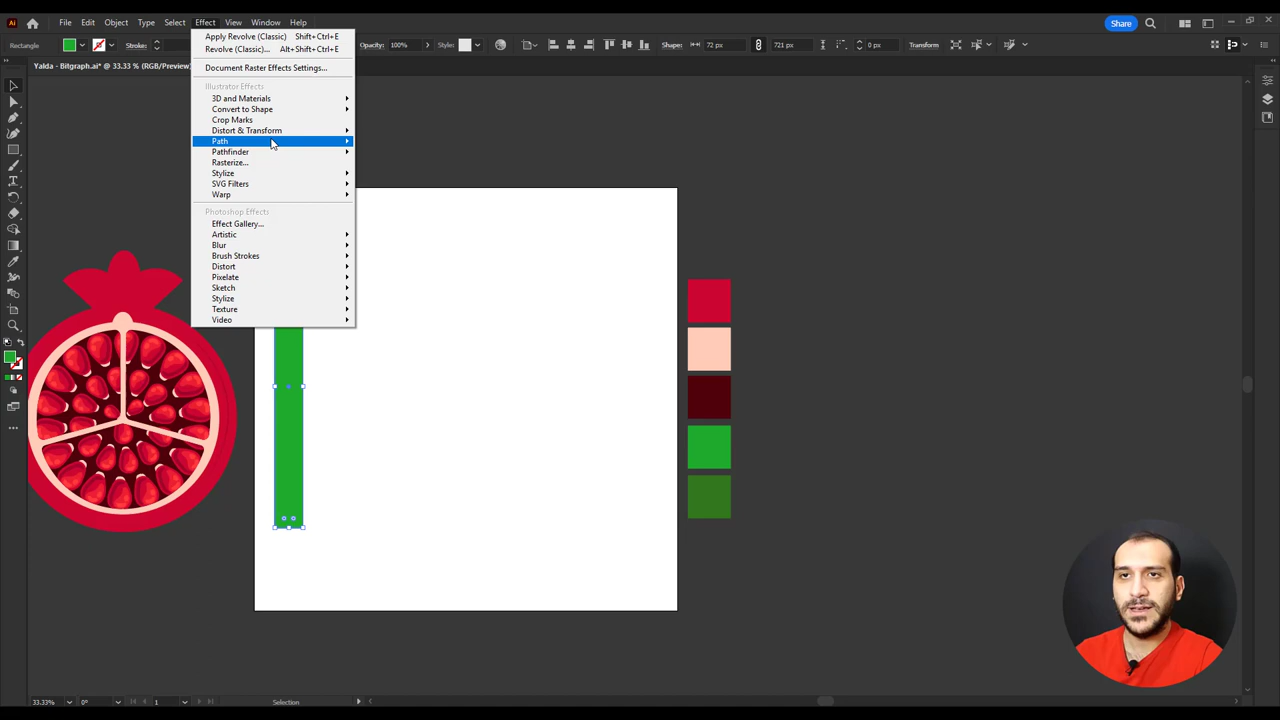 Ai File Edit Object Type Select Effect View Window Help Share
Rectangle Stroke: Opacity: 100% Style: Shape: 72 px 721 px 0 px Transform
Yalda - Bitgraph.ai* @ 33.33 % (RGB/Preview)
Apply Revolve (Classic) Shift+Ctrl+E
Revolve (Classic)... Alt+Shift+Ctrl+E
Document Raster Effects Settings...
Illustrator Effects
3D and Materials
Convert to Shape
Crop Marks
Distort & Transform
Path
Pathfinder
Rasterize...
Stylize
SVG Filters
Warp
Photoshop Effects
Effect Gallery...
Artistic
Blur
Brush Strokes
Distort
Pixelate
Sketch
Stylize
Texture
Video
33.33% 0° 1 Selection